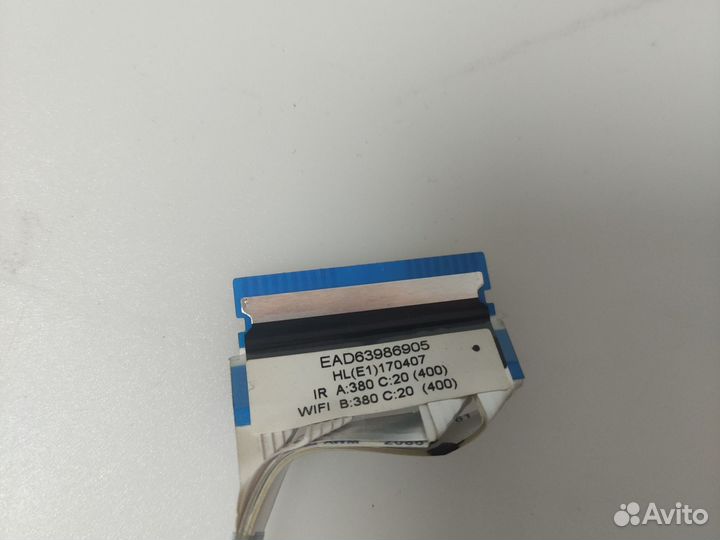 EAD63986905
HL(E1)170407
IR A:380 C:20 (400)
WIFI B:380 C:20 (400)
Avito